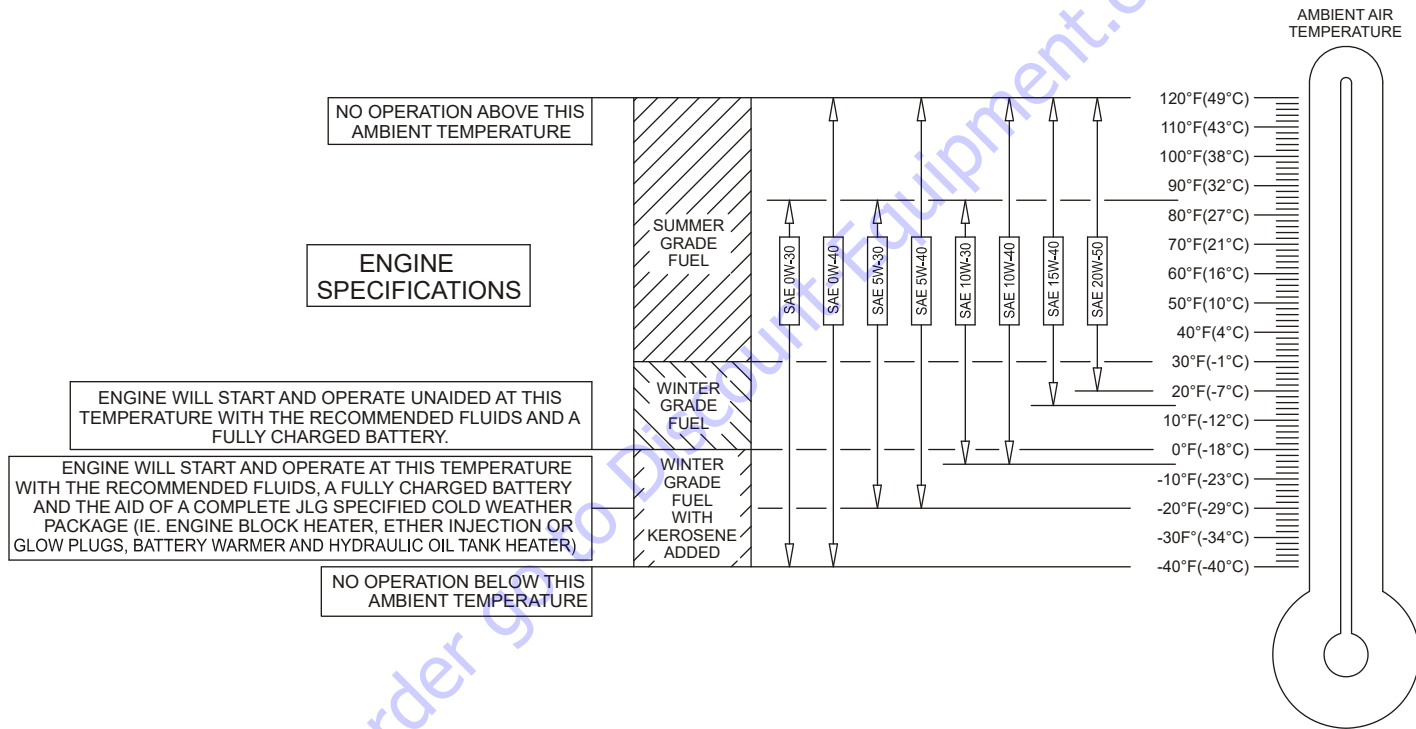 AMBIENT AIR
TEMPERATURE
NO OPERATION ABOVE THIS
AMBIENT TEMPERATURE
ENGINE
SPECIFICATIONS
ENGINE WILL START AND OPERATE UNAIDED AT THIS
TEMPERATURE WITH THE RECOMMENDED FLUIDS AND A
FULLY CHARGED BATTERY.
ENGINE WILL START AND OPERATE AT THIS TEMPERATURE
WITH THE RECOMMENDED FLUIDS, A FULLY CHARGED BATTERY
AND THE AID OF A COMPLETE JLG SPECIFIED COLD WEATHER
PACKAGE (IE. ENGINE BLOCK HEATER, ETHER INJECTION OR
GLOW PLUGS, BATTERY WARMER AND HYDRAULIC OIL TANK HEATER)
NO OPERATION BELOW THIS
AMBIENT TEMPERATURE
SUMMER
GRADE
FUEL
WINTER
GRADE
FUEL
WINTER
GRADE
FUEL
WITH
KEROSENE
ADDED
SAE 0W-30
SAE 0W-40
SAE 5W-30
SAE 5W-40
SAE 10W-30
SAE 10W-40
SAE 15W-40
SAE 20W-50
120°F(49°C)
110°F(43°C)
100°F(38°C)
90°F(32°C)
80°F(27°C)
70°F(21°C)
60°F(16°C)
50°F(10°C)
40°F(4°C)
30°F(-1°C)
20°F(-7°C)
10°F(-12°C)
0°F(-18°C)
-10°F(-23°C)
-20°F(-29°C)
-30F°(-34°C)
-40°F(-40°C)
rder go to Discount-Equipment.c